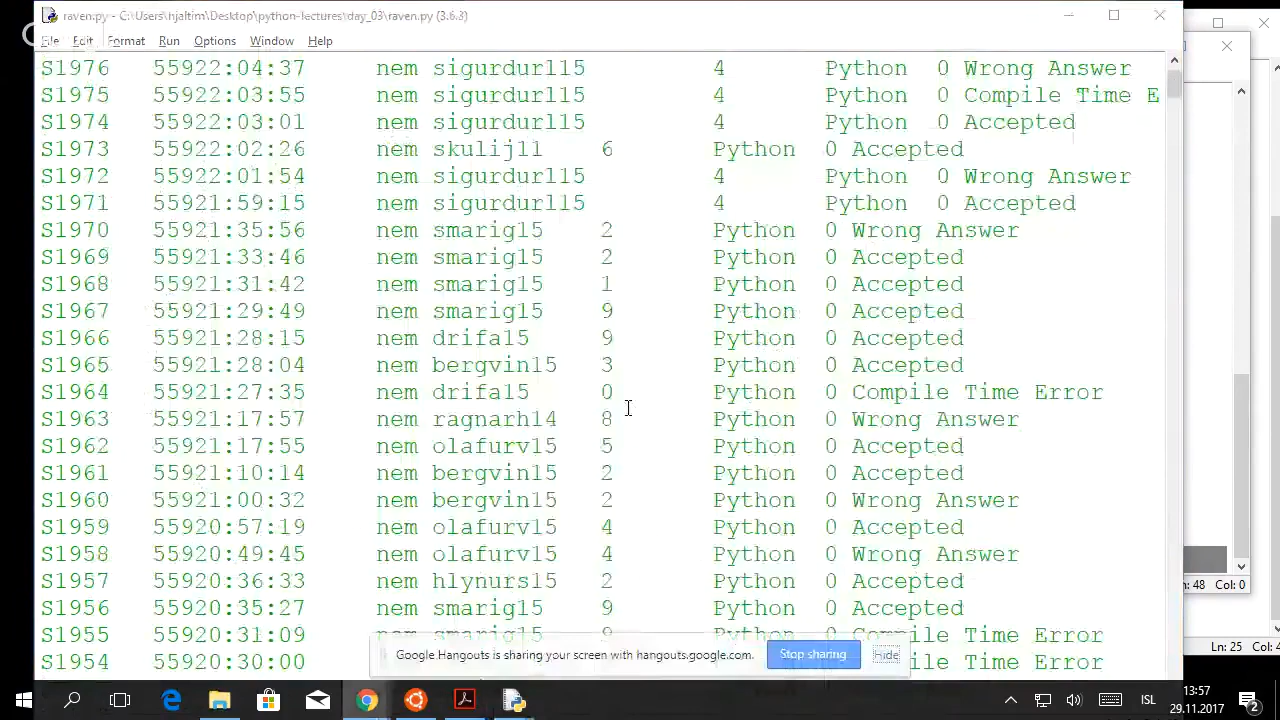 raven.py - C:\Users\hjaltim\Desktop\python-lectures\day_03\raven.py (3.6.3)
File Edit Format Run Options Window Help
S1976 55922:04:37 nem sigurdurl15 4 Python 0 Wrong Answer
S1975 55922:03:55 nem sigurdurl15 4 Python 0 Compile Time E
S1974 55922:03:01 nem sigurdurl15 4 Python 0 Accepted
S1973 55922:02:26 nem skulij11 6 Python 0 Accepted
S1972 55922:01:54 nem sigurdurl15 4 Python 0 Wrong Answer
S1971 55921:59:15 nem sigurdurl15 4 Python 0 Accepted
S1970 55921:35:56 nem smarig15 2 Python 0 Wrong Answer
S1969 55921:33:46 nem smarig15 2 Python 0 Accepted
S1968 55921:31:42 nem smarig15 1 Python 0 Accepted
S1967 55921:29:49 nem smarig15 9 Python 0 Accepted
S1966 55921:28:15 nem drifa15 9 Python 0 Accepted
S1965 55921:28:04 nem bergvin15 3 Python 0 Accepted
S1964 55921:27:35 nem drifa15 0 Python 0 Compile Time Error
S1963 55921:17:57 nem ragnarh14 8 Python 0 Wrong Answer
S1962 55921:17:55 nem olafurv15 5 Python 0 Accepted
S1961 55921:10:14 nem bergvin15 2 Python 0 Accepted
S1960 55921:00:32 nem bergvin15 2 Python 0 Wrong Answer
S1959 55920:57:19 nem olafurv15 4 Python 0 Accepted
S1958 55920:49:45 nem olafurv15 4 Python 0 Wrong Answer
S1957 55920:36:33 nem hlynurs15 2 Python 0 Accepted
S1956 55920:35:27 nem smarig15 9 Python 0 Accepted
S1955 55920:31:09 nem smarig15 9 Python 0 Compile Time Error
S1954 55920:30:00 Compile Time Error
Google Hangouts is sharing your screen with hangouts.google.com. Stop sharing Hide
n: 48 Col: 0
Ln: 25 Col: 4
ISL
13:57
29.11.2017
2